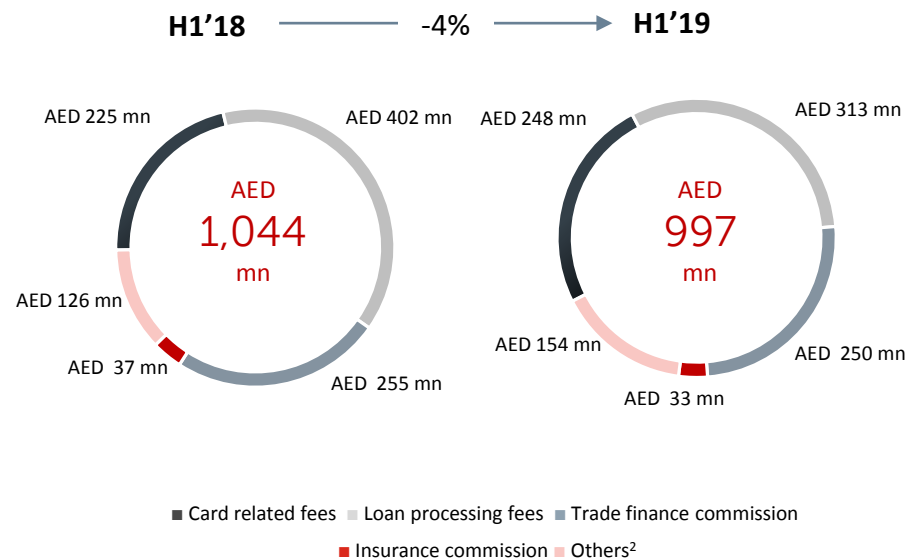 H1'18 -4% H1'19
AED 225 mn
AED 402 mn
AED
1,044
mn
AED 126 mn
AED 37 mn
AED 255 mn
AED 248 mn
AED 313 mn
AED
997
mn
AED 154 mn
AED 33 mn
AED 250 mn
Card related fees Loan processing fees Trade finance commission
Insurance commission Others²